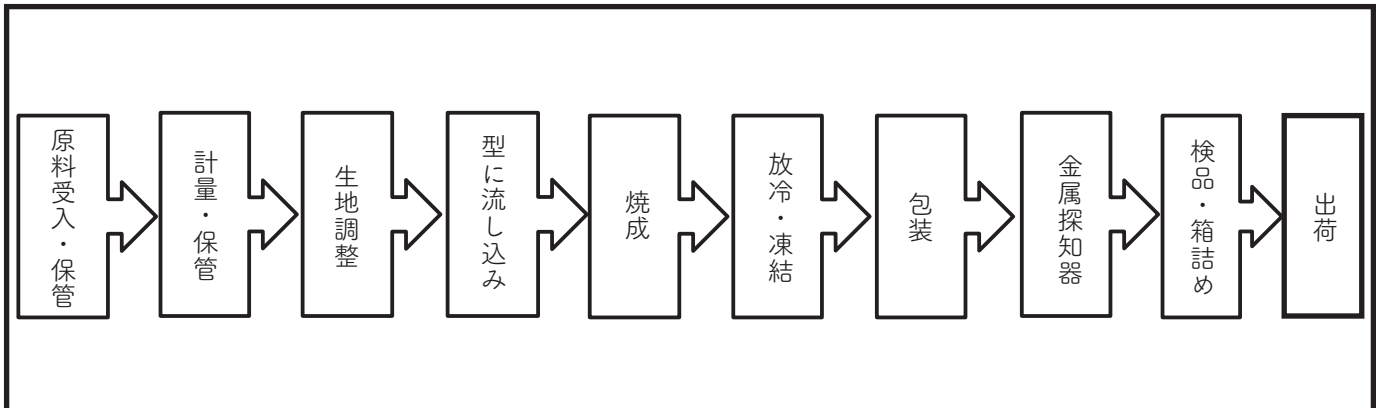 原料受入・保管
計量・保管
生地調整
型に流し込み
焼成
放冷・凍結
包装
金属探知器
検品・箱詰め
出荷